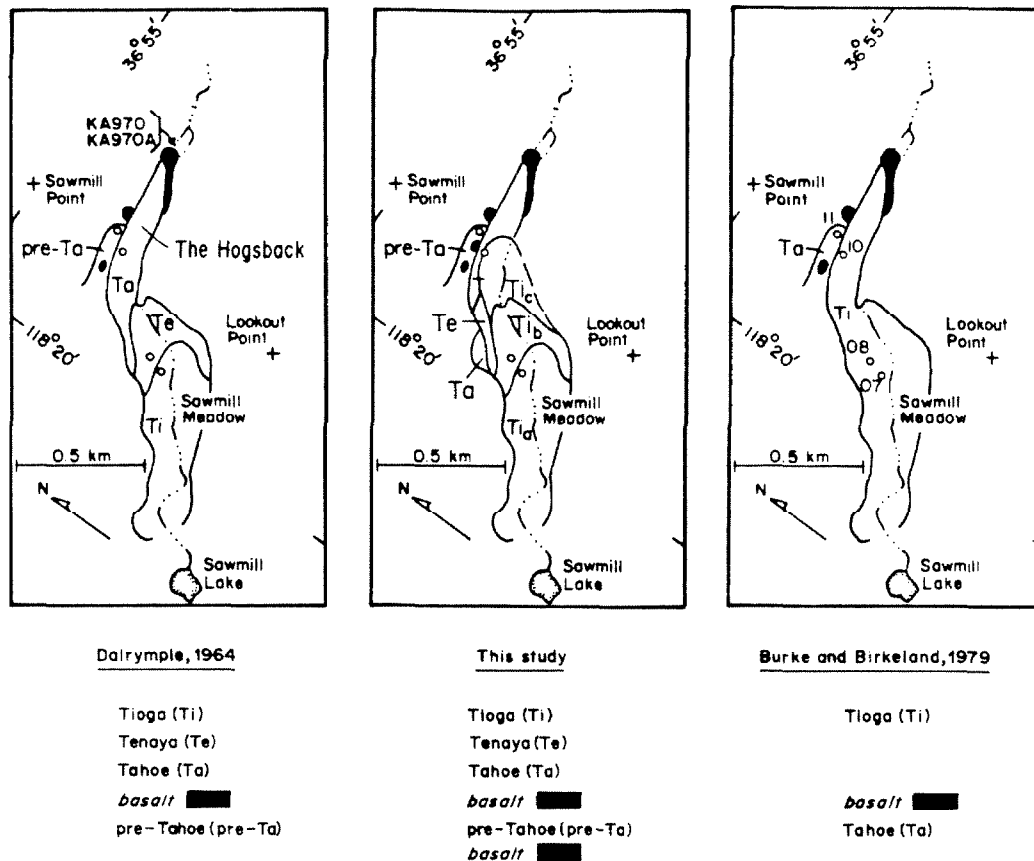 36° 55'
KA970
KA970A
+ Sawmill
Point
pre-Ta
The Hogsback
Ta
Te
Lookout
Point +
118° 20'
Sawmill
Meadow
Ti
0.5 km
N
Sawmill
Lake
Dalrymple, 1964
Tioga (Ti)
Tenaya (Te)
Tahoe (Ta)
basalt
pre-Tahoe (pre-Ta)
36° 55'
+ Sawmill
Point
pre-Ta
Ti_c
Te
Ti_b
Lookout
Point +
118° 20'
Ta
Sawmill
Meadow
Ti_a
0.5 km
N
Sawmill
Lake
This study
Tioga (Ti)
Tenaya (Te)
Tahoe (Ta)
basalt
pre-Tahoe (pre-Ta)
basalt
36° 55'
+ Sawmill
Point
11
Ta
10
Ti
Lookout
Point +
118° 20'
08
07
Sawmill
Meadow
0.5 km
N
Sawmill
Lake
Burke and Birkeland, 1979
Tioga (Ti)
basalt
Tahoe (Ta)